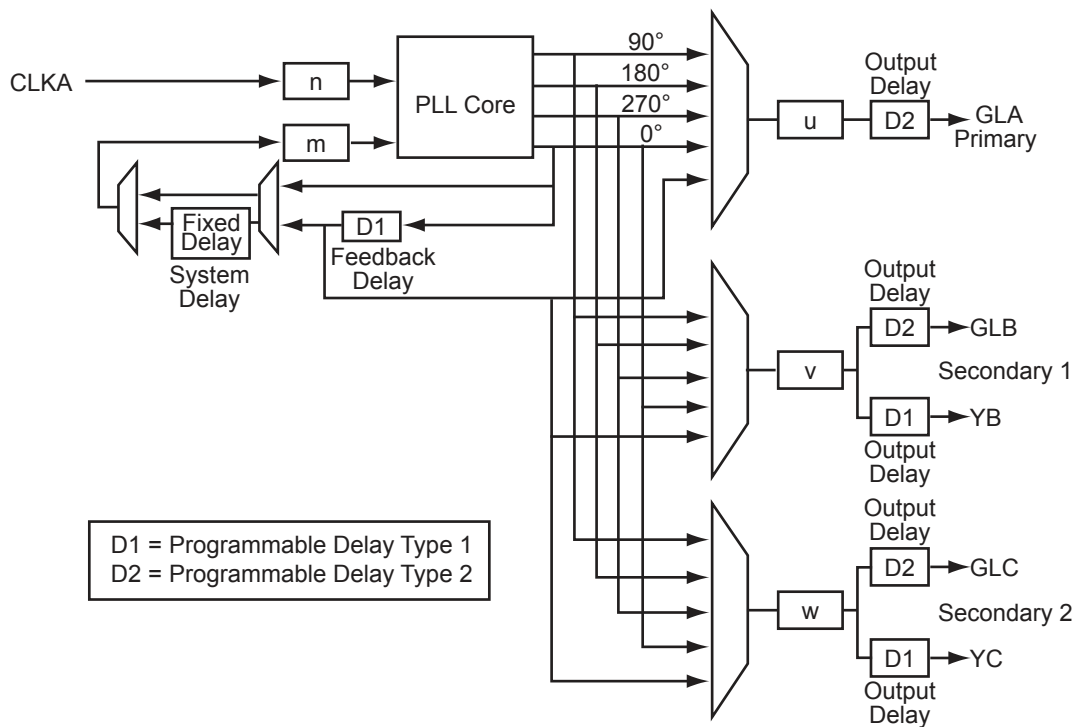 CLKA
n
m
PLL Core
90°
180°
270°
0°
u
Output
Delay
D2
GLA
Primary
Fixed
Delay
System
Delay
D1
Feedback
Delay
v
Output
Delay
D2
GLB
Secondary 1
D1
YB
Output
Delay
w
Output
Delay
D2
GLC
Secondary 2
D1
YC
Output
Delay
D1 = Programmable Delay Type 1
D2 = Programmable Delay Type 2